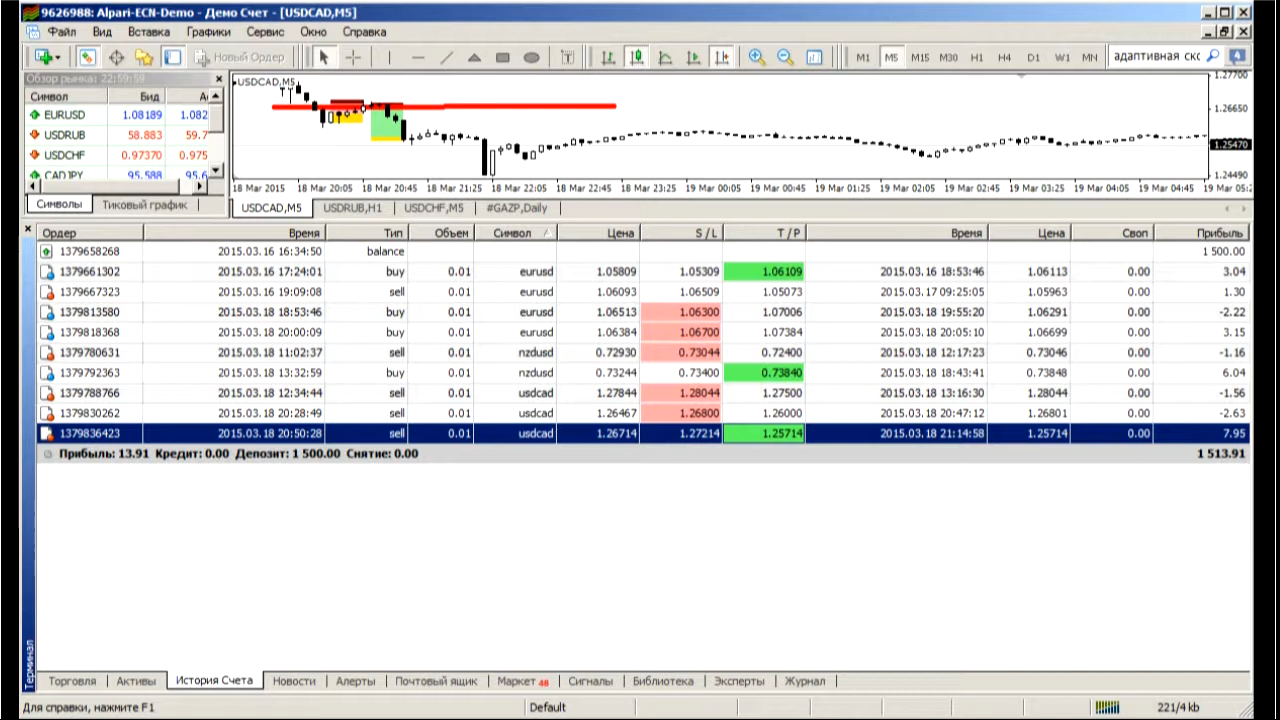 9626988: Alpari-ECN-Demo - Демо Счет - [USDCAD,M5]
Файл Вид Вставка Графики Сервис Окно Справка
Новый Ордер M1 M5 M15 M30 H1 H4 D1 W1 MN адаптивная скс
Обзор рынка: 22:59:59
Символ Бид А
EURUSD 1.08189 1.082
USDRUB 58.883 59.7
USDCHF 0.97370 0.975
CADJPY 95.588 95.6
Символы Тиковый график
USDCAD,M5
1.27700
1.26650
1.25470
1.24490
18 Mar 2015 18 Mar 20:05 18 Mar 20:45 18 Mar 21:25 18 Mar 22:05 18 Mar 22:45 18 Mar 23:25 19 Mar 00:05 19 Mar 00:45 19 Mar 01:25 19 Mar 02:05 19 Mar 02:45 19 Mar 03:25 19 Mar 04:05 19 Mar 04:45 19 Mar 05:2
USDCAD,M5 USDRUB,H1 USDCHF,M5 #GAZP,Daily
Ордер Время Тип Объем Символ Цена S / L T / P Время Цена Своп Прибыль
1379658268 2015.03.16 16:34:50 balance 1 500.00
1379661302 2015.03.16 17:24:01 buy 0.01 eurusd 1.05809 1.05309 1.06109 2015.03.16 18:53:46 1.06113 0.00 3.04
1379667323 2015.03.16 19:09:08 sell 0.01 eurusd 1.06093 1.06509 1.05073 2015.03.17 09:25:05 1.05963 0.00 1.30
1379813580 2015.03.18 18:53:46 buy 0.01 eurusd 1.06513 1.06300 1.07006 2015.03.18 19:55:20 1.06291 0.00 -2.22
1379818368 2015.03.18 20:00:09 buy 0.01 eurusd 1.06384 1.06700 1.07384 2015.03.18 20:05:10 1.06699 0.00 3.15
1379780631 2015.03.18 11:02:37 sell 0.01 nzdusd 0.72930 0.73044 0.72400 2015.03.18 12:17:23 0.73046 0.00 -1.16
1379792363 2015.03.18 13:32:59 buy 0.01 nzdusd 0.73244 0.73400 0.73840 2015.03.18 18:43:41 0.73848 0.00 6.04
1379788766 2015.03.18 12:34:44 sell 0.01 usdcad 1.27844 1.28044 1.27500 2015.03.18 13:16:30 1.28044 0.00 -1.56
1379830262 2015.03.18 20:28:49 sell 0.01 usdcad 1.26467 1.26800 1.26000 2015.03.18 20:47:12 1.26801 0.00 -2.63
1379836423 2015.03.18 20:50:28 sell 0.01 usdcad 1.26714 1.27214 1.25714 2015.03.18 21:14:58 1.25714 0.00 7.95
Прибыль: 13.91 Кредит: 0.00 Депозит: 1 500.00 Снятие: 0.00 1 513.91
Терминал
Торговля Активы История Счета Новости Алерты Почтовый ящик Маркет 48 Сигналы Библиотека Эксперты Журнал
Для справки, нажмите F1 Default 221/4 kb